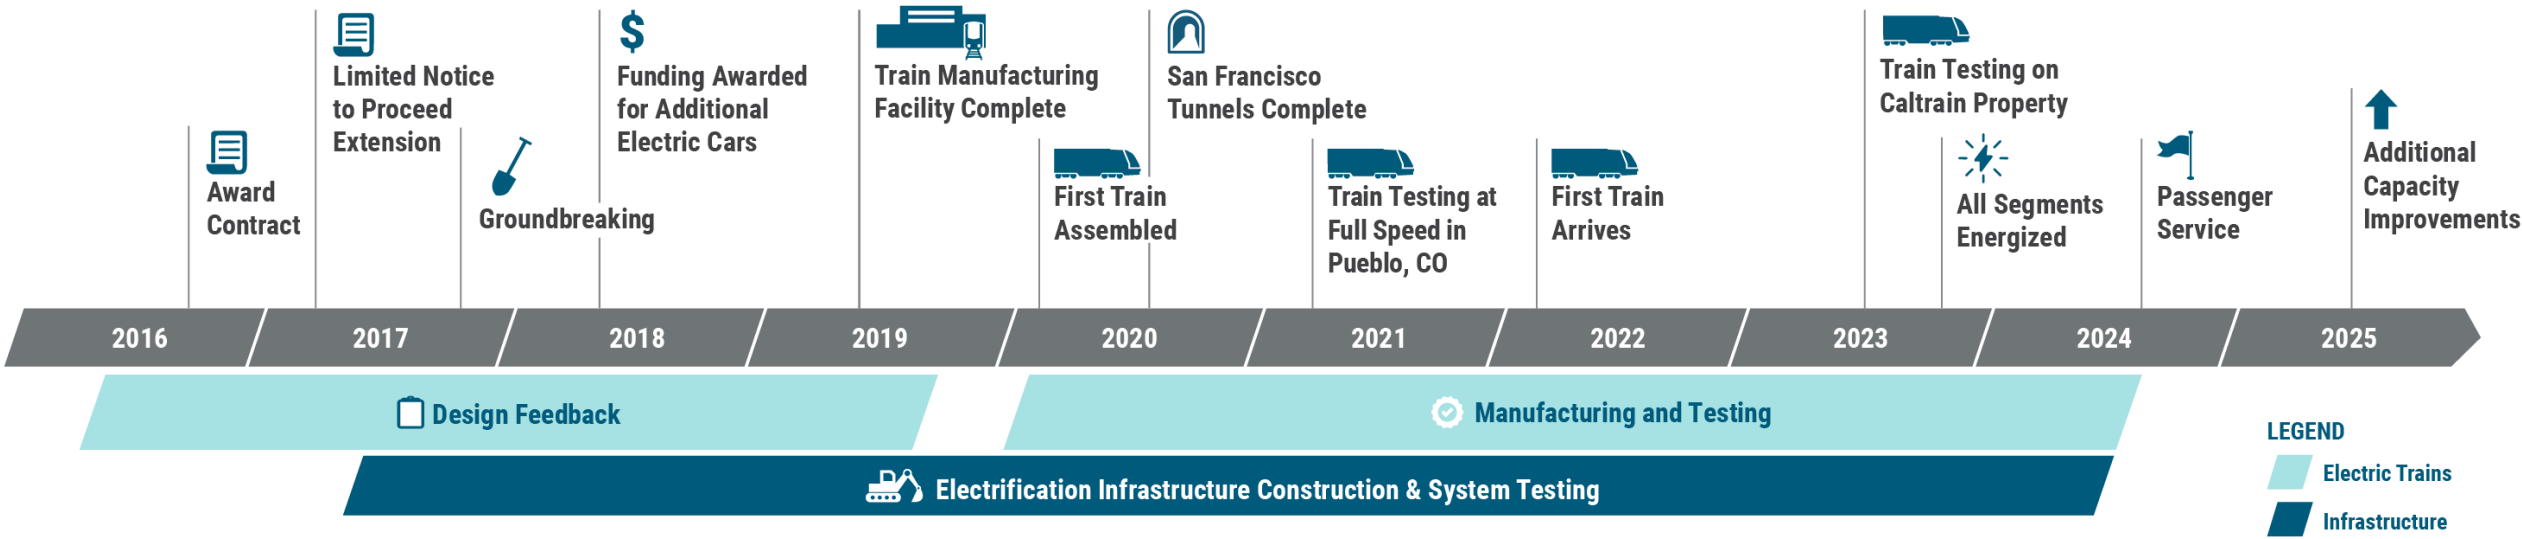 Limited Notice
to Proceed
Extension
Funding Awarded
for Additional
Electric Cars
Train Manufacturing
Facility Complete
San Francisco
Tunnels Complete
Train Testing on
Caltrain Property
Award
Contract
Groundbreaking
First Train
Assembled
Train Testing at
Full Speed in
Pueblo, CO
First Train
Arrives
All Segments
Energized
Passenger
Service
Additional
Capacity
Improvements
2016
2017
2018
2019
2020
2021
2022
2023
2024
2025
Design Feedback
Manufacturing and Testing
Electrification Infrastructure Construction & System Testing
LEGEND
Electric Trains
Infrastructure